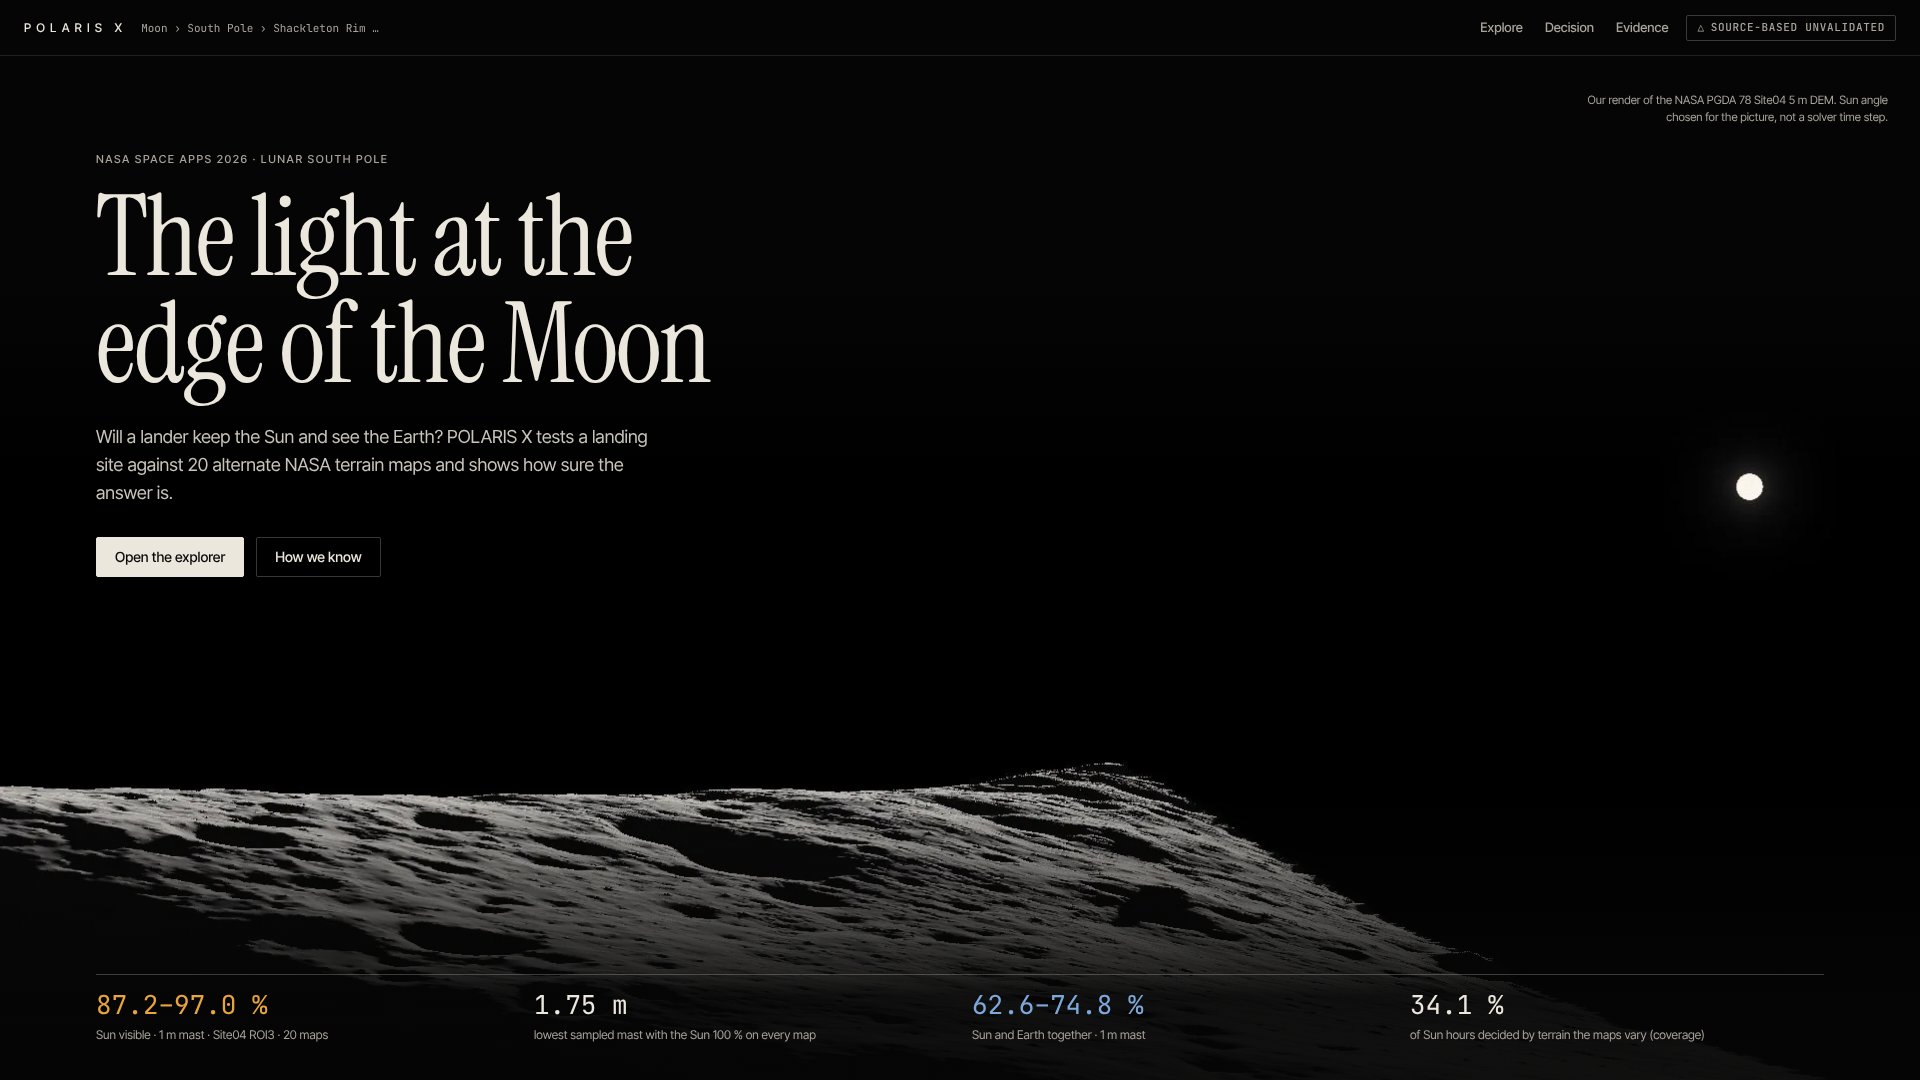 POLARIS X
Moon › South Pole › Shackleton Rim …
Explore
Decision
Evidence
△ SOURCE-BASED UNVALIDATED
Our render of the NASA PGDA 78 Site04 5 m DEM. Sun angle
chosen for the picture, not a solver time step.
NASA SPACE APPS 2026 · LUNAR SOUTH POLE
The light at the
edge of the Moon
Will a lander keep the Sun and see the Earth? POLARIS X tests a landing
site against 20 alternate NASA terrain maps and shows how sure the
answer is.
Open the explorer
How we know
87.2–97.0 %
Sun visible · 1 m mast · Site04 ROI3 · 20 maps
1.75 m
lowest sampled mast with the Sun 100 % on every map
62.6–74.8 %
Sun and Earth together · 1 m mast
34.1 %
of Sun hours decided by terrain the maps vary (coverage)